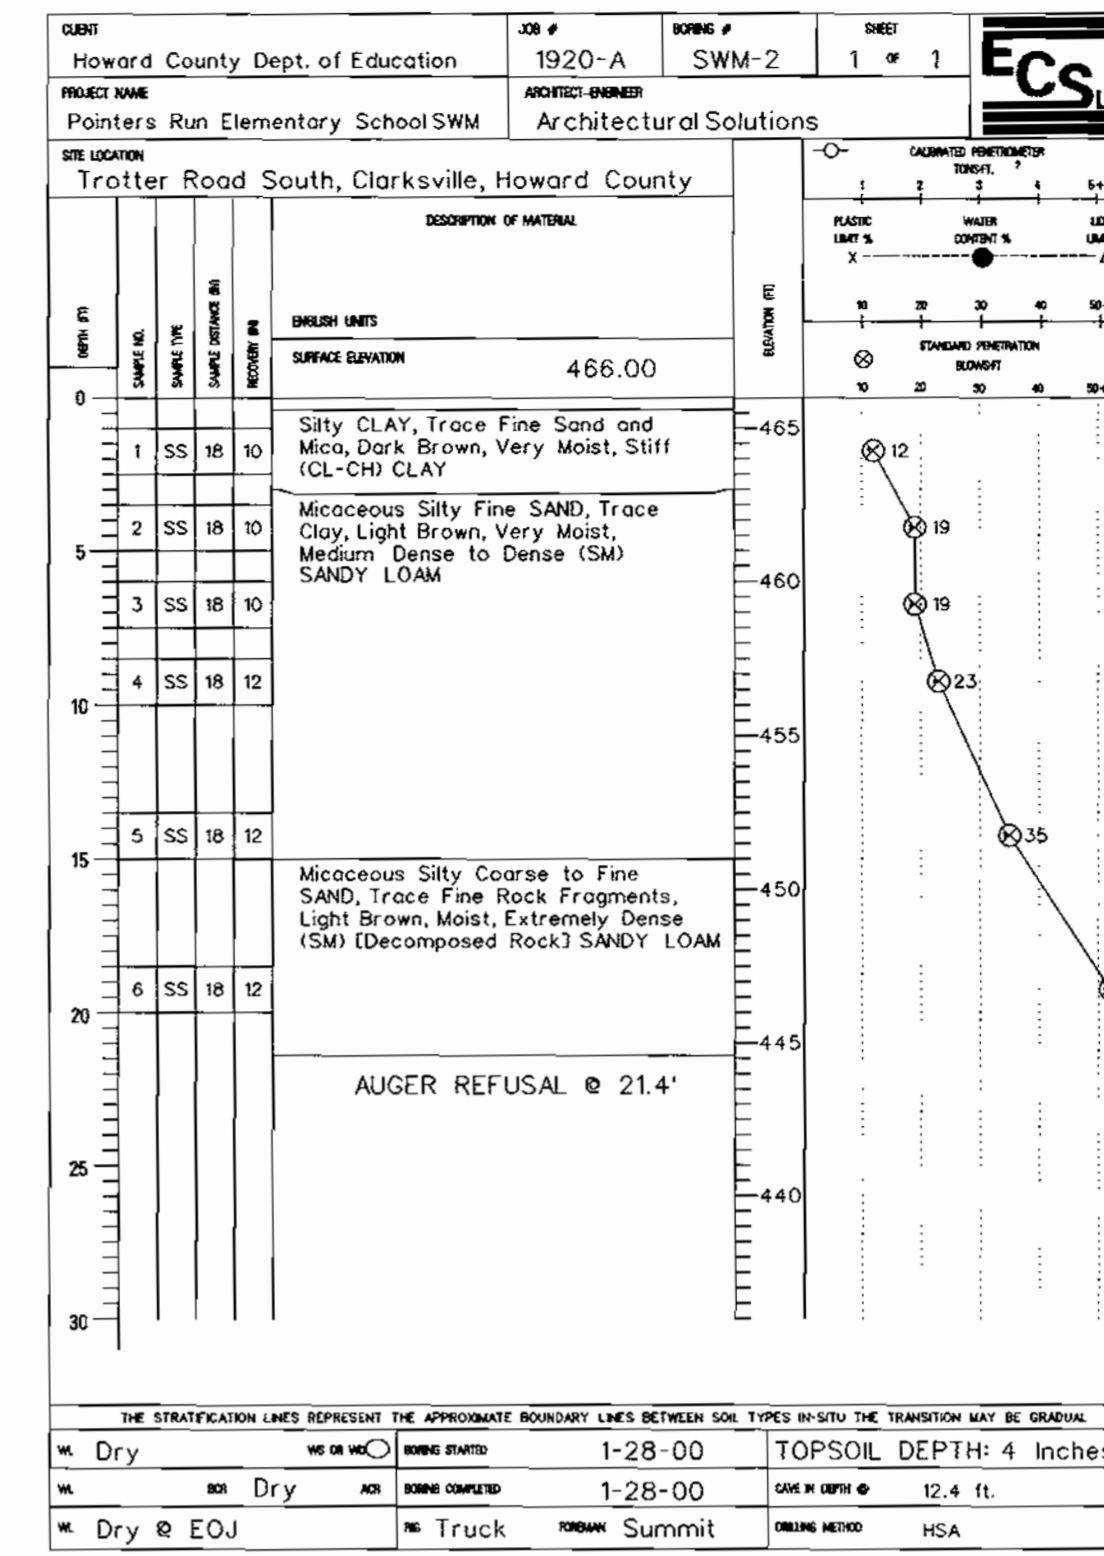 CLIENT JOB # BORING # SHEET
Howard County Dept. of Education 1920-A SWM-2 1 OF 1
ECS
PROJECT NAME ARCHITECT-ENGINEER
Pointers Run Elementary School SWM Architectural Solutions
SITE LOCATION
Trotter Road South, Clarksville, Howard County
CALIBRATED PENETROMETER
TONS/FT. 2
1 2 3 4 5+
DEPTH (FT) SAMPLE NO. SAMPLE TYPE SAMPLE DISTANCE (IN) RECOVERY (IN)
DESCRIPTION OF MATERIAL
ELEVATION (FT)
PLASTIC WATER
LIMIT % CONTENT %
X
ENGLISH UNITS
10 20 30 40 50
SURFACE ELEVATION 466.00
STANDARD PENETRATION
BLOWS/FT
10 20 30 40 50+
0
Silty CLAY, Trace Fine Sand and
465
Mica, Dark Brown, Very Moist, Stiff
1 SS 18 10 12
(CL-CH) CLAY
Micaceous Silty Fine SAND, Trace
2 SS 18 10 19
Clay, Light Brown, Very Moist,
5
Medium Dense to Dense (SM)
SANDY LOAM
460
3 SS 18 10 19
4 SS 18 12 23
10
455
5 SS 18 12 35
15
Micaceous Silty Coarse to Fine
450
SAND, Trace Fine Rock Fragments,
Light Brown, Moist, Extremely Dense
(SM) [Decomposed Rock] SANDY LOAM
6 SS 18 12
20
445
AUGER REFUSAL @ 21.4'
25
440
30
THE STRATIFICATION LINES REPRESENT THE APPROXIMATE BOUNDARY LINES BETWEEN SOIL TYPES IN-SITU THE TRANSITION MAY BE GRADUAL
WL Dry WS OR WD BORING STARTED 1-28-00 TOPSOIL DEPTH: 4 Inches
WL BCR Dry ACR BORING COMPLETED 1-28-00 CAVE IN DEPTH @ 12.4 ft.
WL Dry @ EOJ RIG Truck FOREMAN Summit DRILLING METHOD HSA